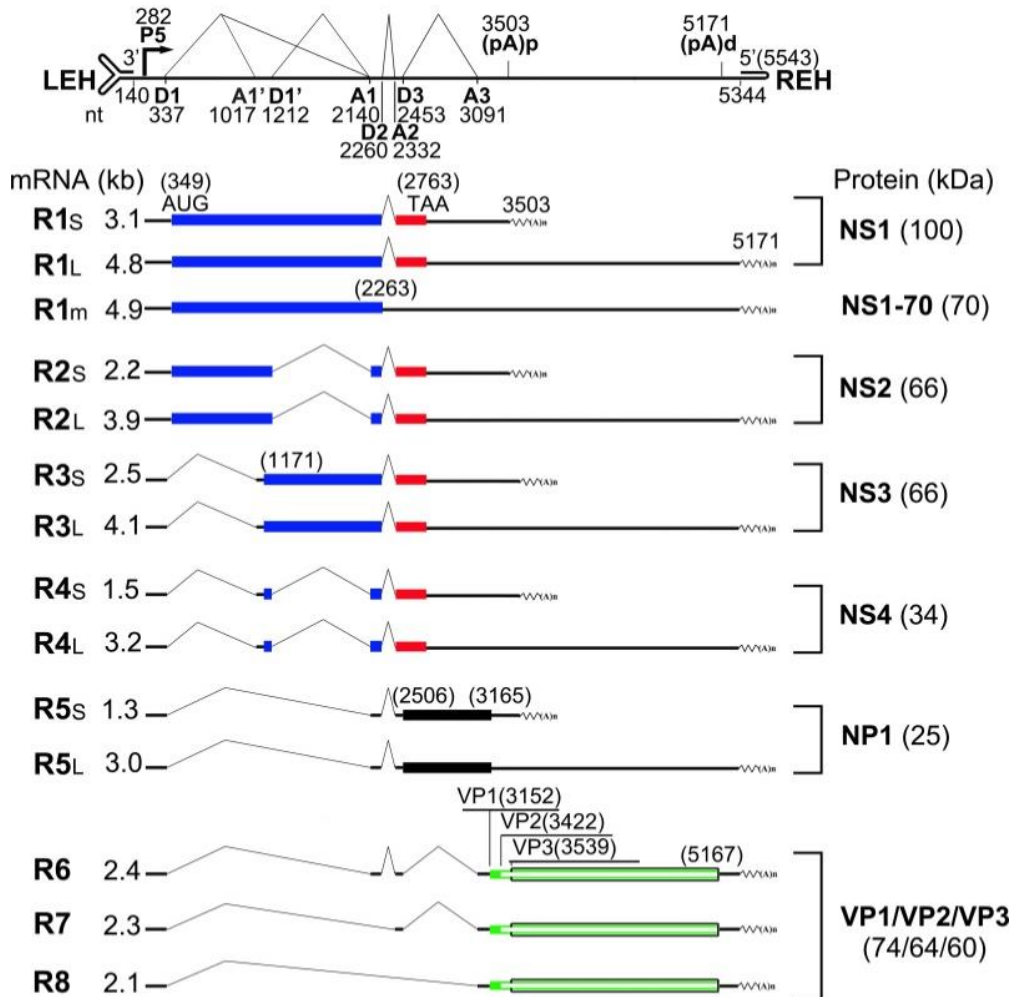 282 3503 5171
P5 (pA)p (pA)d
3' 5'(5543)
LEH REH
140 D1 A1' D1' A1 D3 A3 5344
nt 337 1017 1212 2140 2453 3091
D2 A2
2260 2332
mRNA (kb) (349) (2763) Protein (kDa)
AUG TAA
R1S 3.1 3503 (A)n NS1 (100)
5171
R1L 4.8 (A)n
(2263)
R1m 4.9 (A)n NS1-70 (70)
R2S 2.2 (A)n NS2 (66)
R2L 3.9 (A)n
(1171)
R3S 2.5 (A)n NS3 (66)
R3L 4.1 (A)n
R4S 1.5 (A)n NS4 (34)
R4L 3.2 (A)n
(2506) (3165)
R5S 1.3 (A)n NP1 (25)
R5L 3.0 (A)n
VP1(3152)
VP2(3422)
VP3(3539) (5167)
R6 2.4 (A)n
R7 2.3 (A)n VP1/VP2/VP3
(74/64/60)
R8 2.1 (A)n